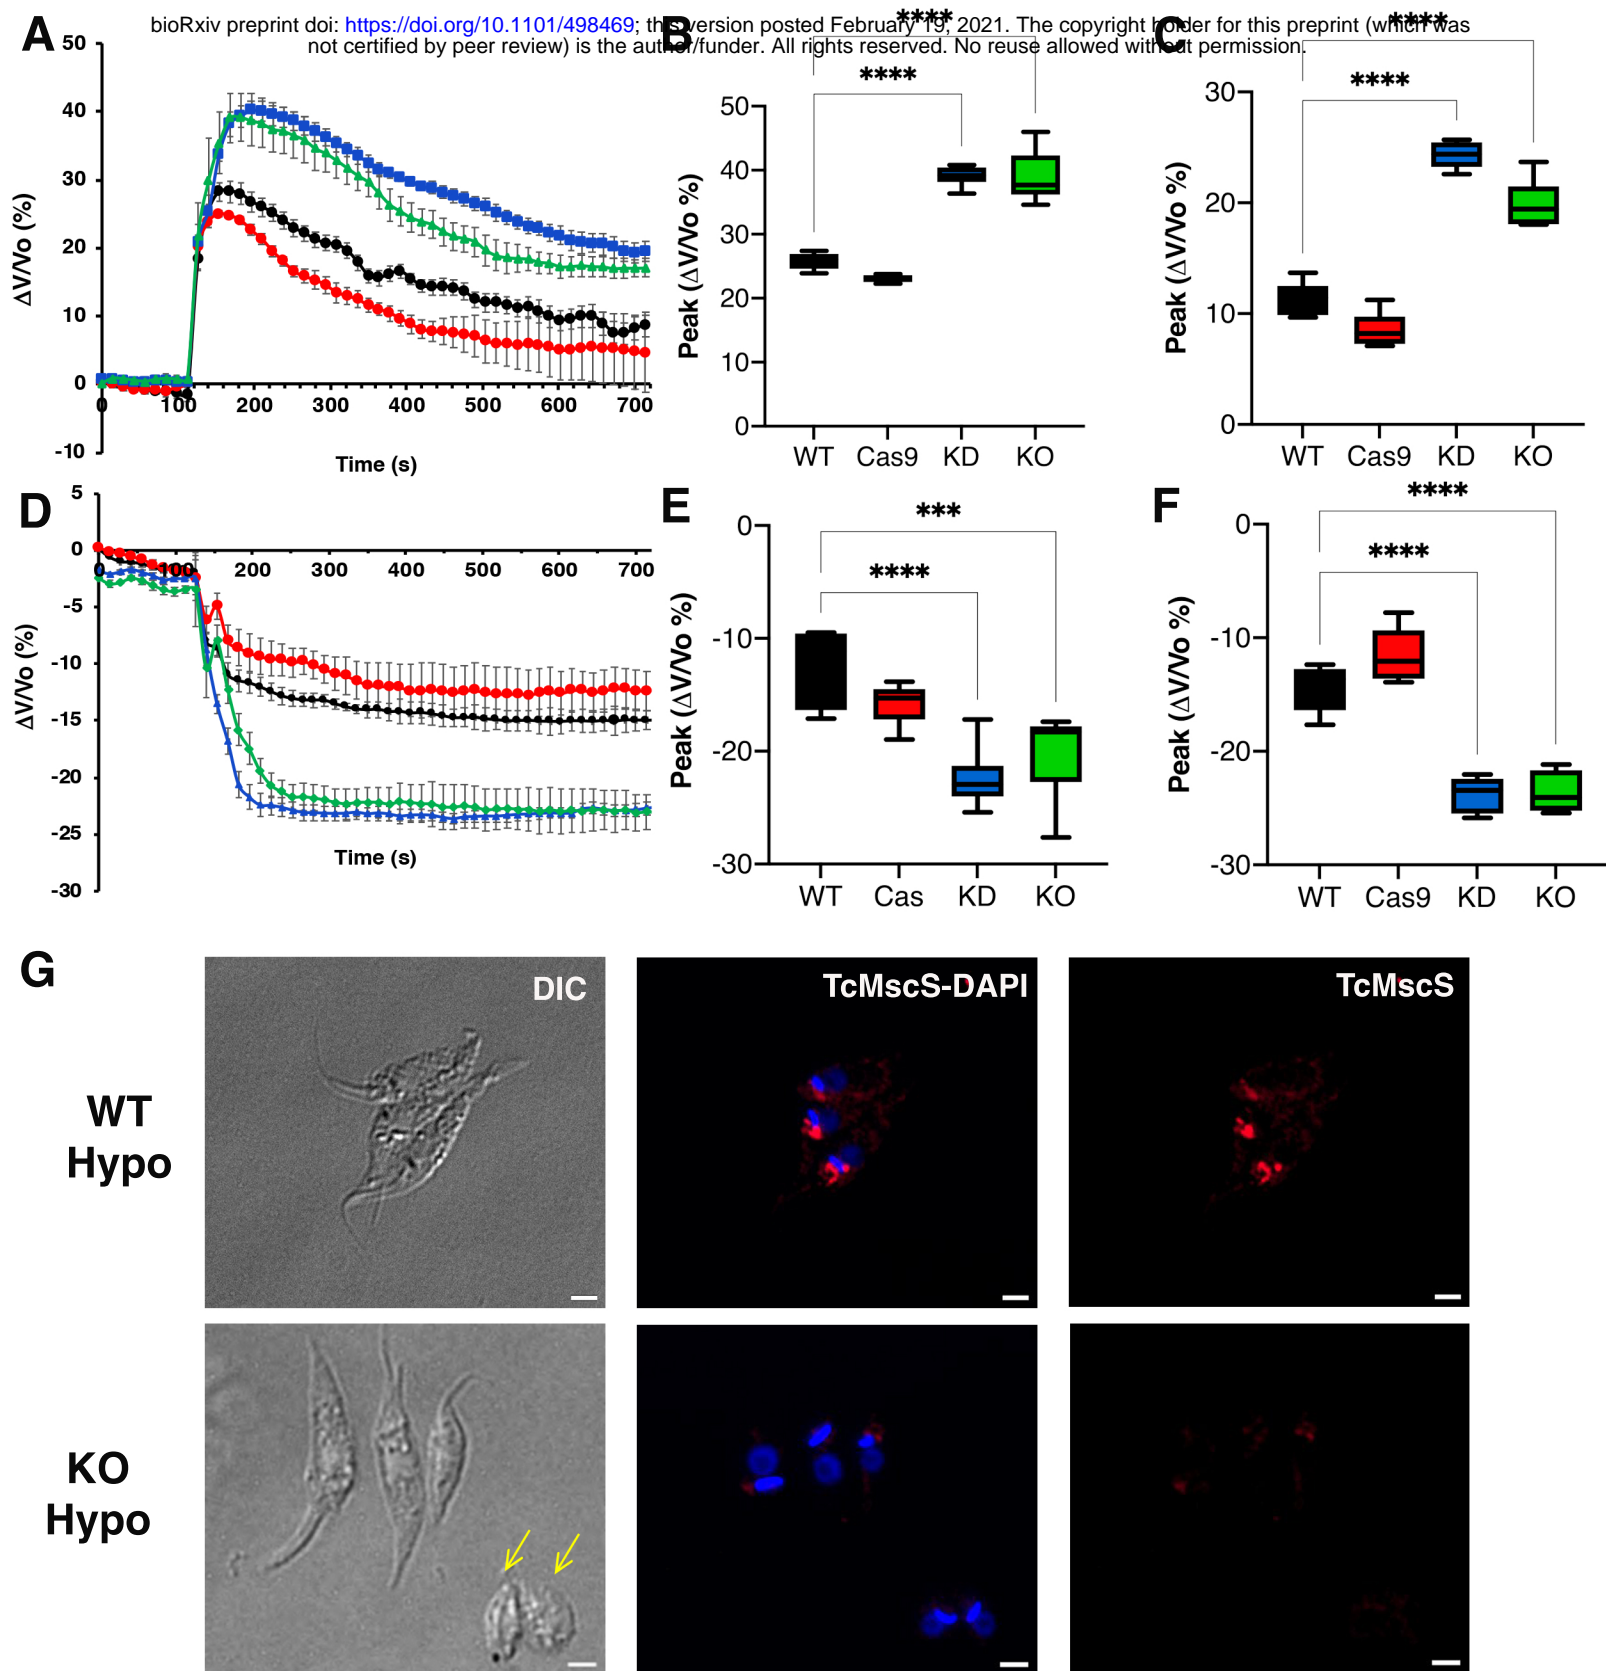 bioRxiv preprint doi: https://doi.org/10.1101/498469; this version posted February 19, 2021. The copyright holder for this preprint (which was
not certified by peer review) is the author/funder. All rights reserved. No reuse allowed without permission.
A
ΔV/Vo (%)
50
40
30
20
10
0
-10
0 100 200 300 400 500 600 700
Time (s)
B
****
****
Peak (ΔV/Vo %)
50
40
30
20
10
0
WT Cas9 KD KO
C
****
****
Peak (ΔV/Vo %)
30
20
10
0
WT Cas9 KD KO
D
ΔV/Vo (%)
5
0
-5
-10
-15
-20
-25
-30
0 100 200 300 400 500 600 700
Time (s)
E
***
****
Peak (ΔV/Vo %)
0
-10
-20
-30
WT Cas KD KO
F
****
****
Peak (ΔV/Vo %)
0
-10
-20
-30
WT Cas9 KD KO
G
DIC
TcMscS-DAPI
TcMscS
WT
Hypo
KO
Hypo